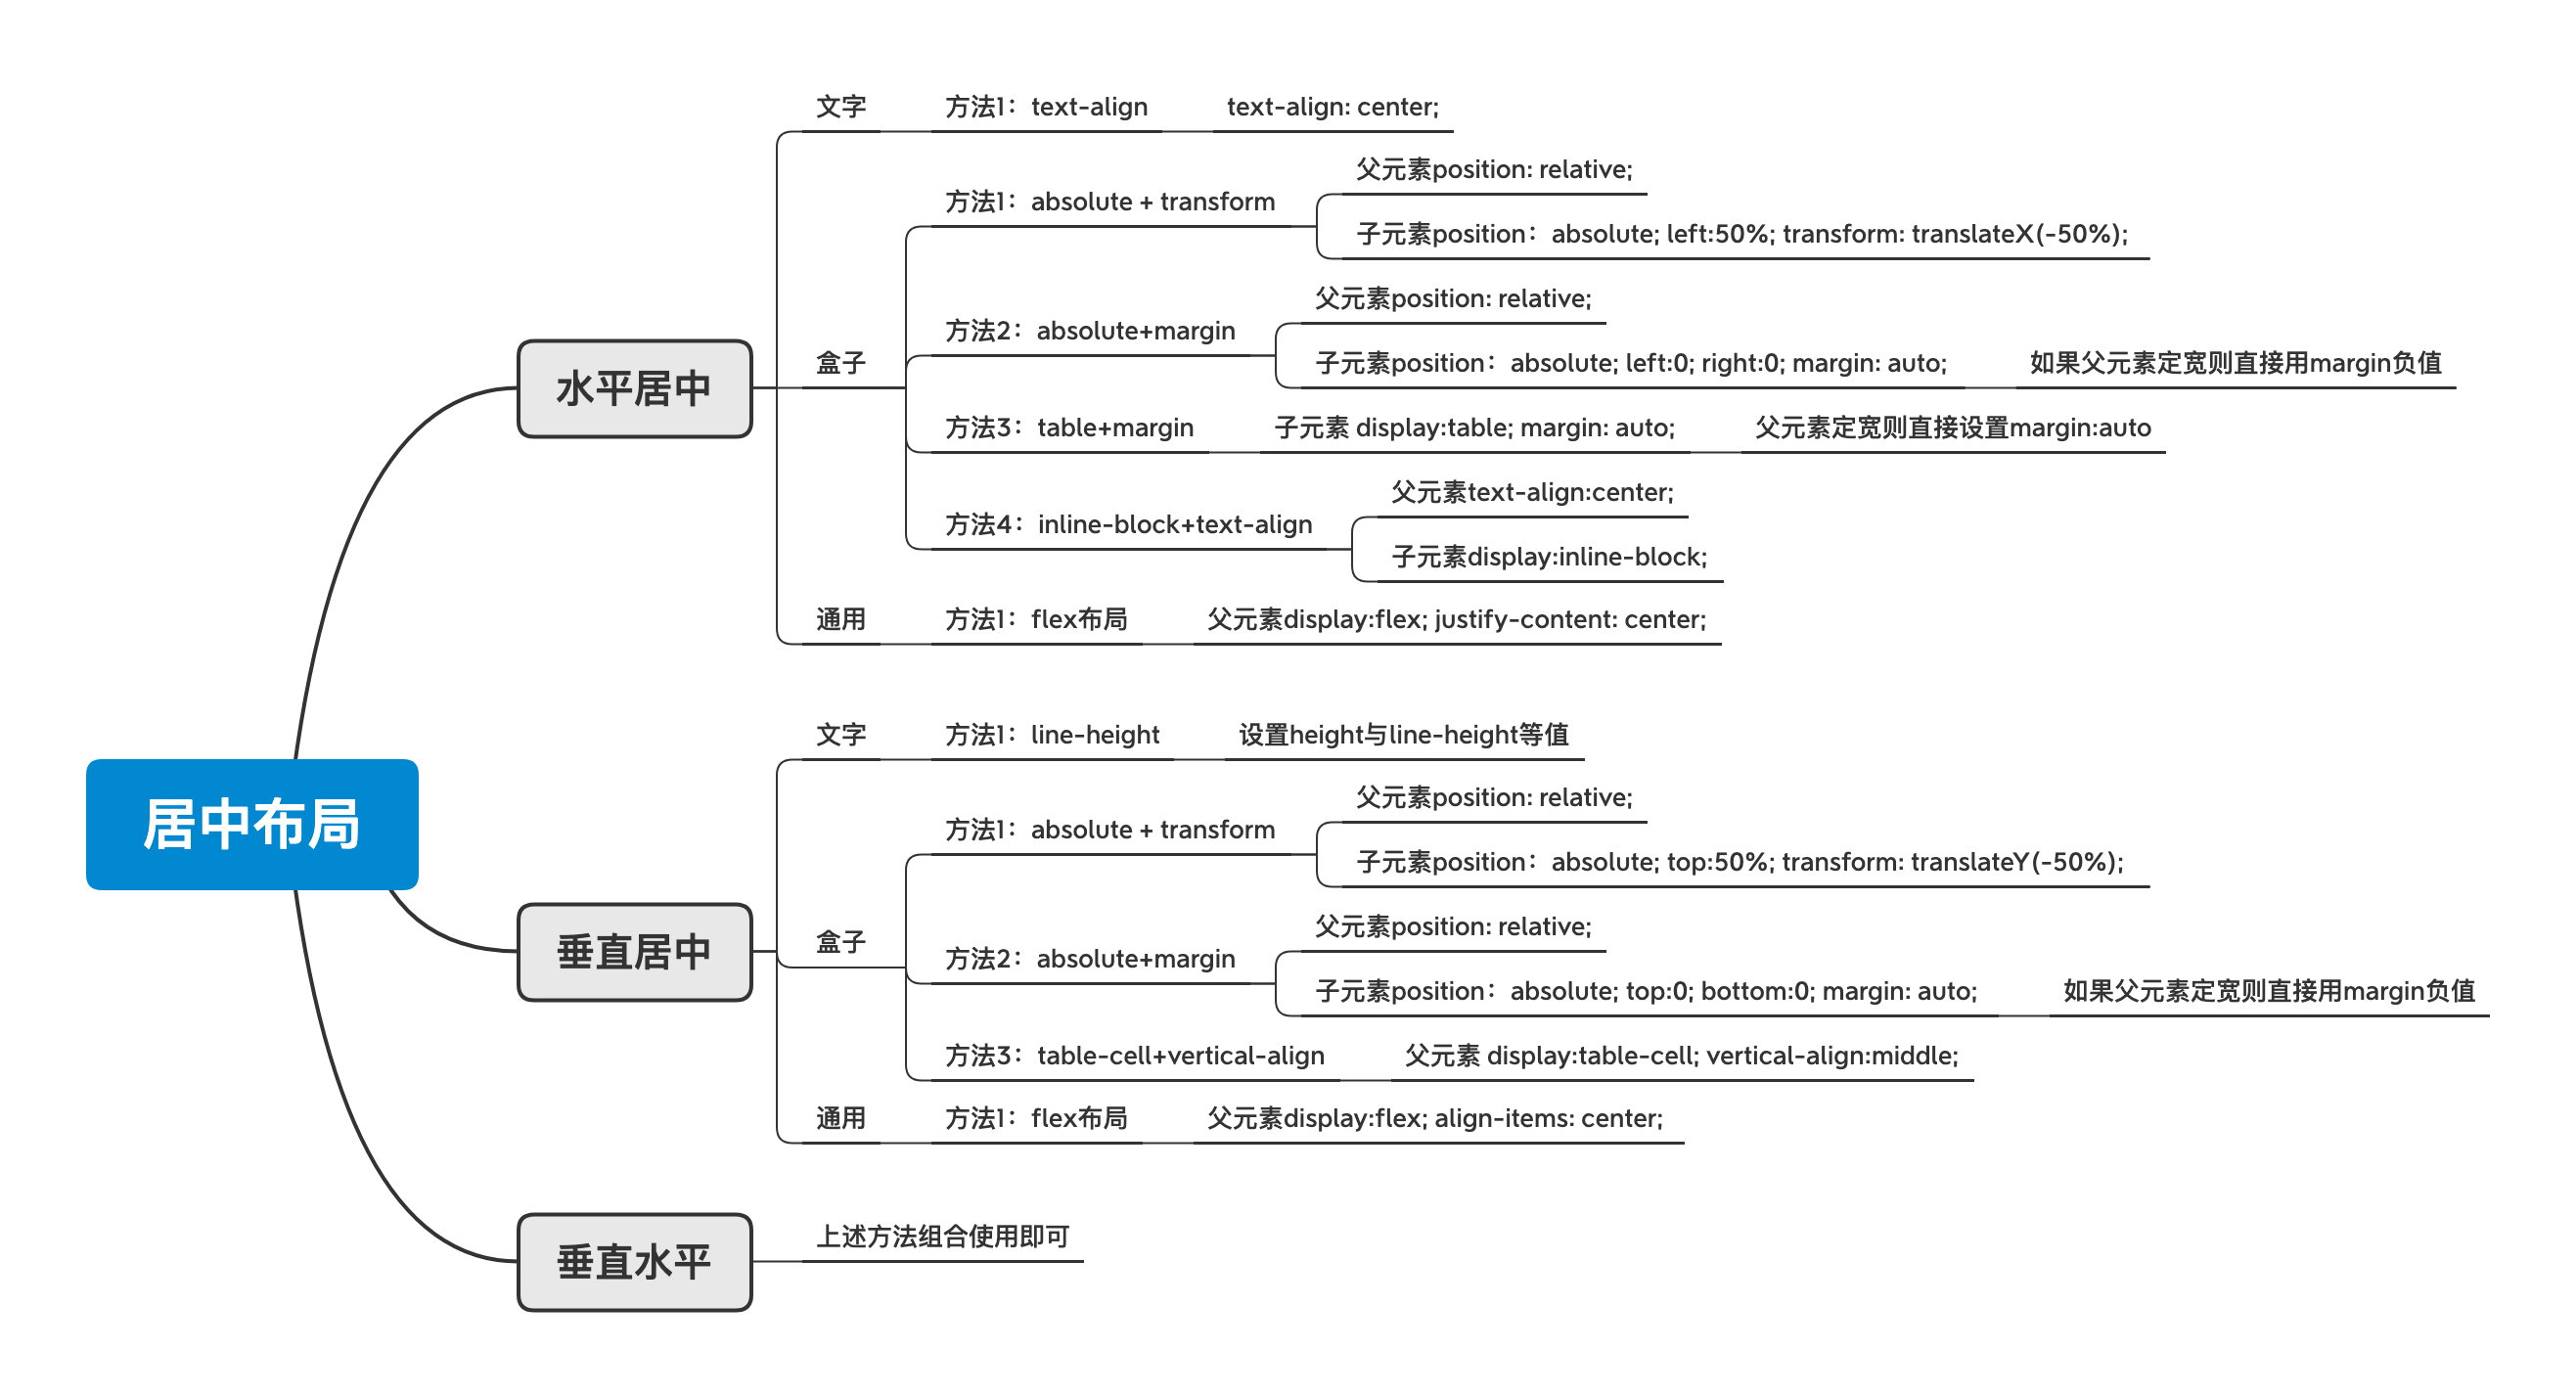 居中布局
水平居中
文字
方法1：text-align
text-align: center;
盒子
方法1：absolute + transform
父元素position: relative;
子元素position：absolute; left:50%; transform: translateX(-50%);
方法2：absolute+margin
父元素position: relative;
子元素position：absolute; left:0; right:0; margin: auto;
如果父元素定宽则直接用margin负值
方法3：table+margin
子元素 display:table; margin: auto;
父元素定宽则直接设置margin:auto
方法4：inline-block+text-align
父元素text-align:center;
子元素display:inline-block;
通用
方法1：flex布局
父元素display:flex; justify-content: center;
垂直居中
文字
方法1：line-height
设置height与line-height等值
盒子
方法1：absolute + transform
父元素position: relative;
子元素position：absolute; top:50%; transform: translateY(-50%);
方法2：absolute+margin
父元素position: relative;
子元素position：absolute; top:0; bottom:0; margin: auto;
如果父元素定宽则直接用margin负值
方法3：table-cell+vertical-align
父元素 display:table-cell; vertical-align:middle;
通用
方法1：flex布局
父元素display:flex; align-items: center;
垂直水平
上述方法组合使用即可